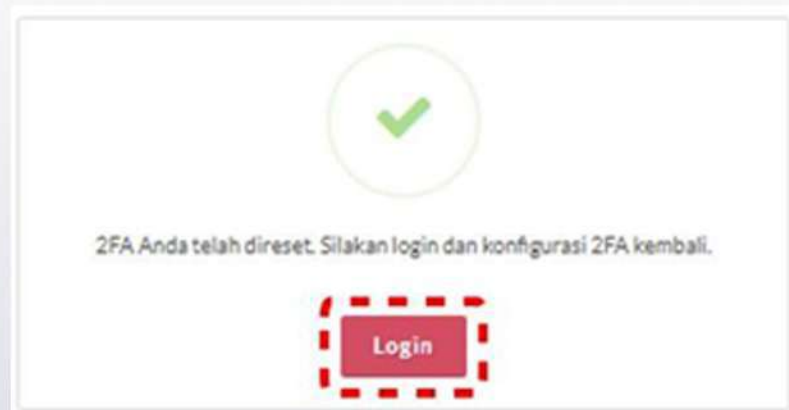 2FA Anda telah direset. Silakan login dan konfigurasi 2FA kembali.
Login